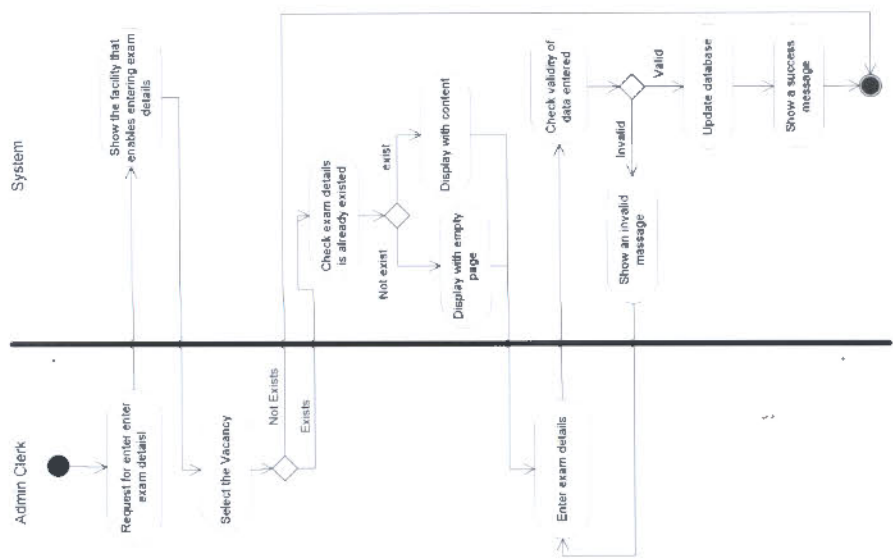 Admin Clerk
System
Request for enter enter
exam detaisl
Show the facility that
enables entering exam
details
Select the Vacancy
Not Exists
Exists
Check exam details
is already existed
Not exist
exist
Display with empty
page
Display with content
Enter exam details
Check validity of
data entered
Invalid
Valid
Show an invalid
massage
Update database
Show a success
message